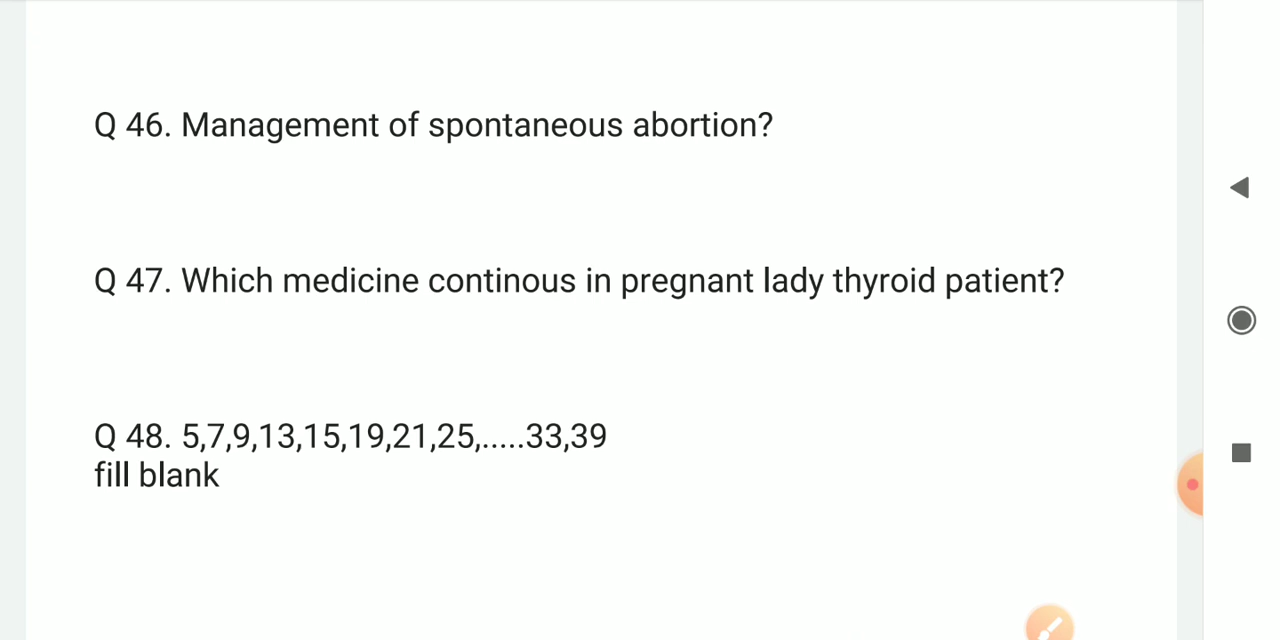 Q 46. Management of spontaneous abortion?
Q 47. Which medicine continous in pregnant lady thyroid patient?
Q 48. 5,7,9,13,15,19,21,25,.....33,39
fill blank